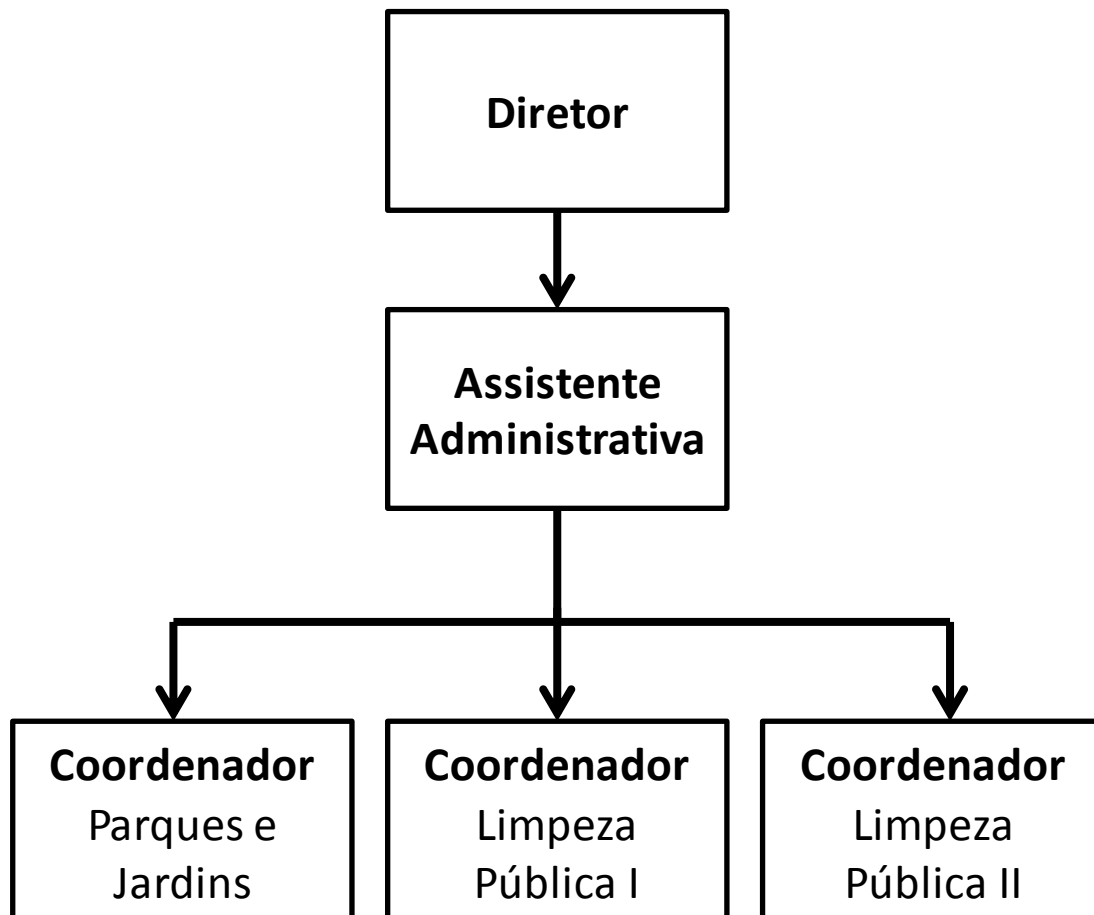 Diretor
Assistente
Administrativa
Coordenador
Parques e
Jardins
Coordenador
Limpeza
Pública I
Coordenador
Limpeza
Pública II